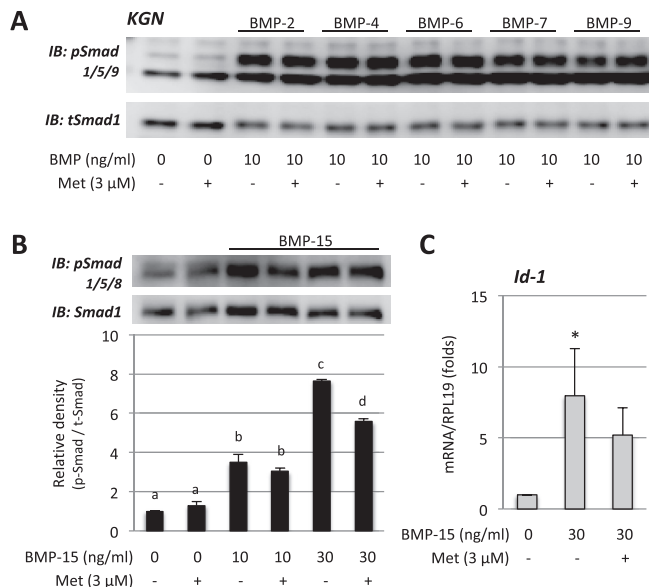 A
KGN
BMP-2 BMP-4 BMP-6 BMP-7 BMP-9
IB: pSmad
1/5/9
IB: tSmad1
BMP (ng/ml) 0 0 10 10 10 10 10 10 10 10 10 10
Met (3 μM) - + - + - + - + - + - +
B
BMP-15
IB: pSmad
1/5/8
IB: Smad1
Relative density
(p-Smad / t-Smad)
10
8
6
4
2
0
a a b b c d
BMP-15 (ng/ml) 0 0 10 10 30 30
Met (3 μM) - + - + - +
C
Id-1
mRNA/RPL19 (folds)
15
10
5
0
*
BMP-15 (ng/ml) 0 30 30
Met (3 μM) - - +